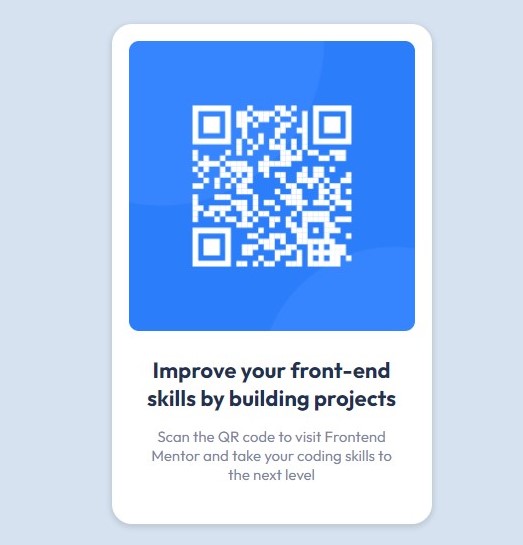 Improve your front-end
skills by building projects
Scan the QR code to visit Frontend
Mentor and take your coding skills to
the next level